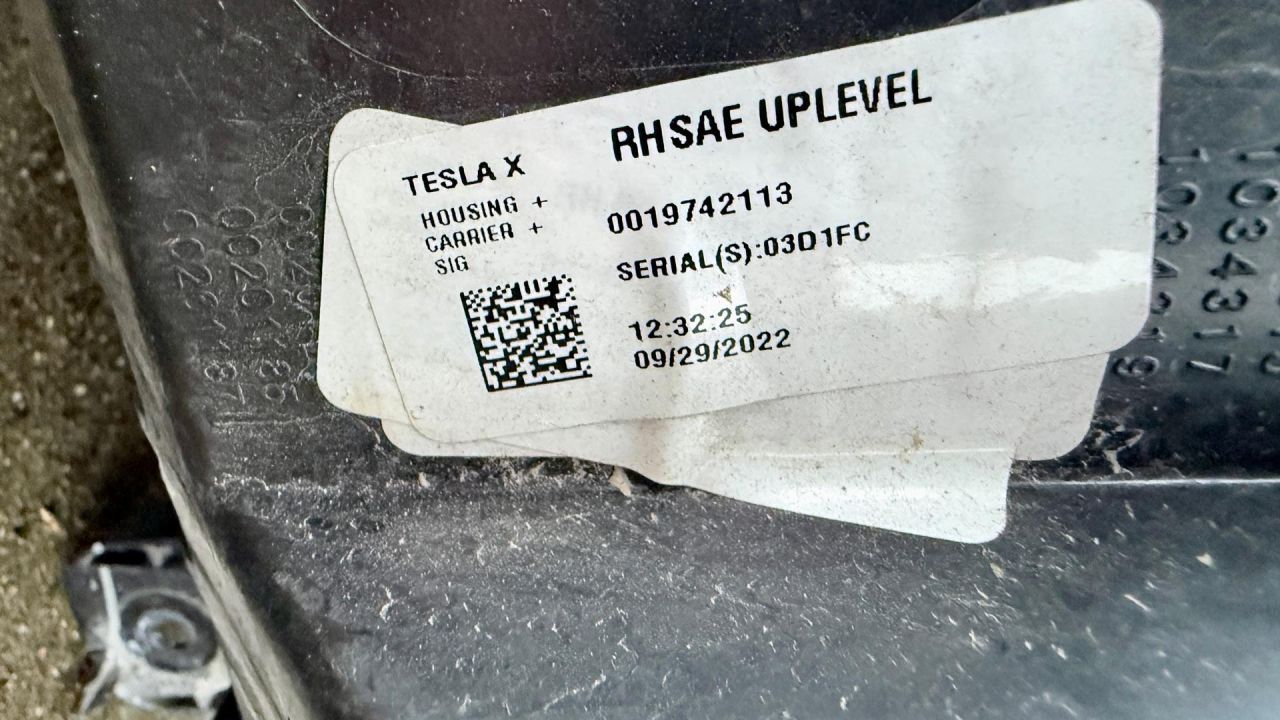 RHSAE UPLEVEL
TESLA X
HOUSING +
CARRIER +
SIG
0019742113
SERIAL(S):03D1FC
12:32:25
09/29/2022